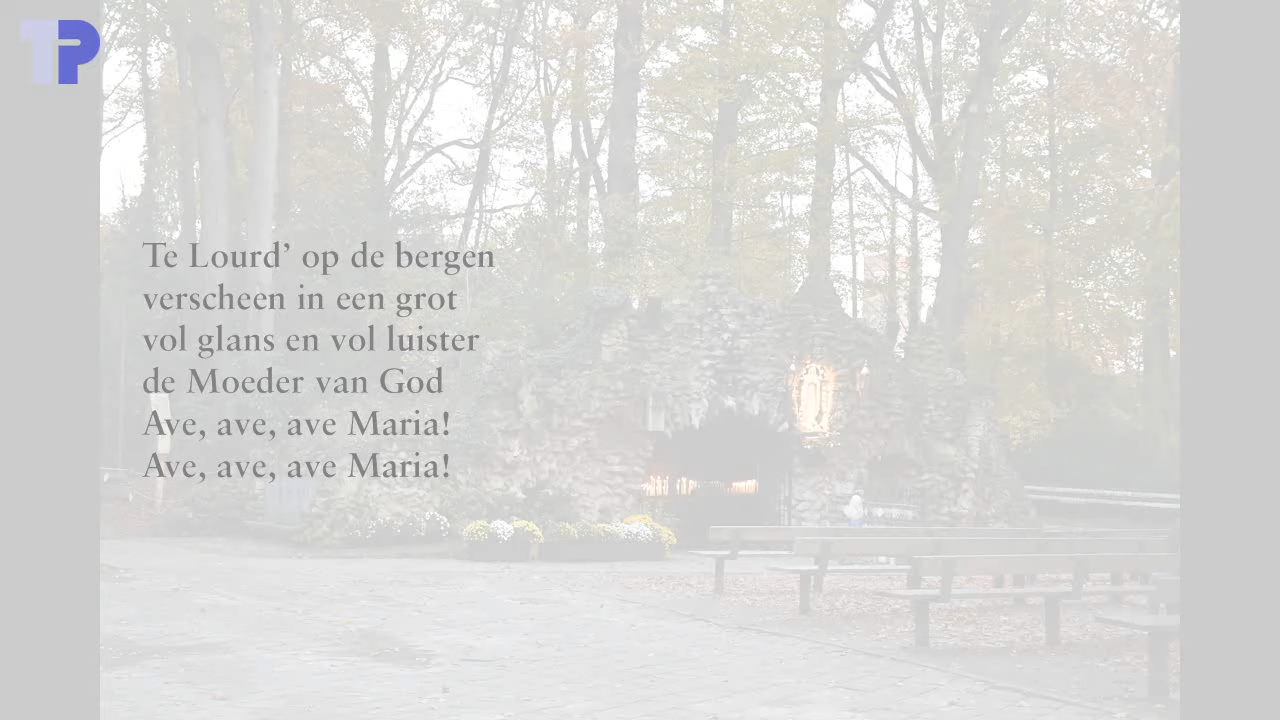 TP
Te Lourd’ op de bergen
verscheen in een grot
vol glans en vol luister
de Moeder van God
Ave, ave, ave Maria!
Ave, ave, ave Maria!